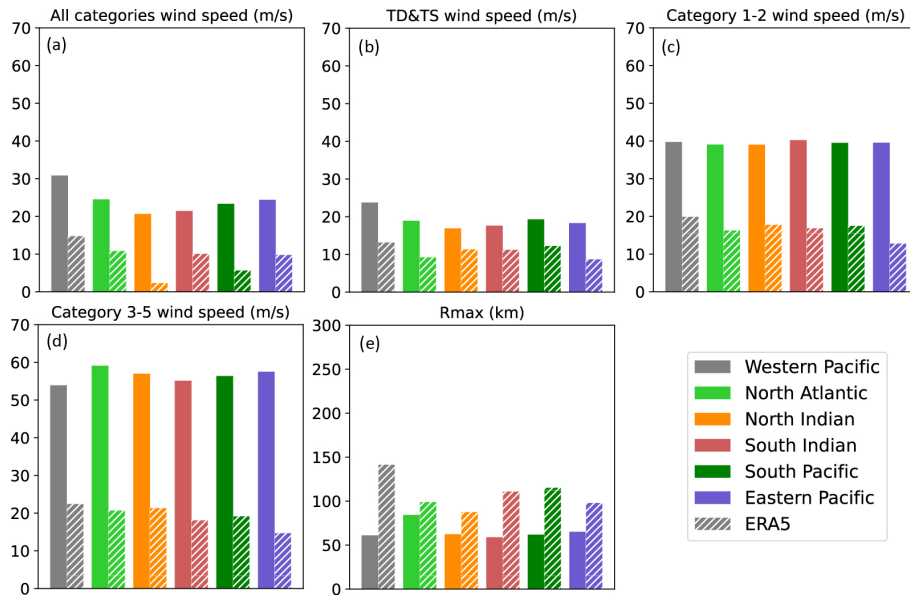 All categories wind speed (m/s)
TD&TS wind speed (m/s)
Category 1-2 wind speed (m/s)
(a)
(b)
(c)
70
60
50
40
30
20
10
0
70
60
50
40
30
20
10
0
70
60
50
40
30
20
10
0
Category 3-5 wind speed (m/s)
Rmax (km)
(d)
(e)
70
60
50
40
30
20
10
0
300
250
200
150
100
50
0
Western Pacific
North Atlantic
North Indian
South Indian
South Pacific
Eastern Pacific
ERA5